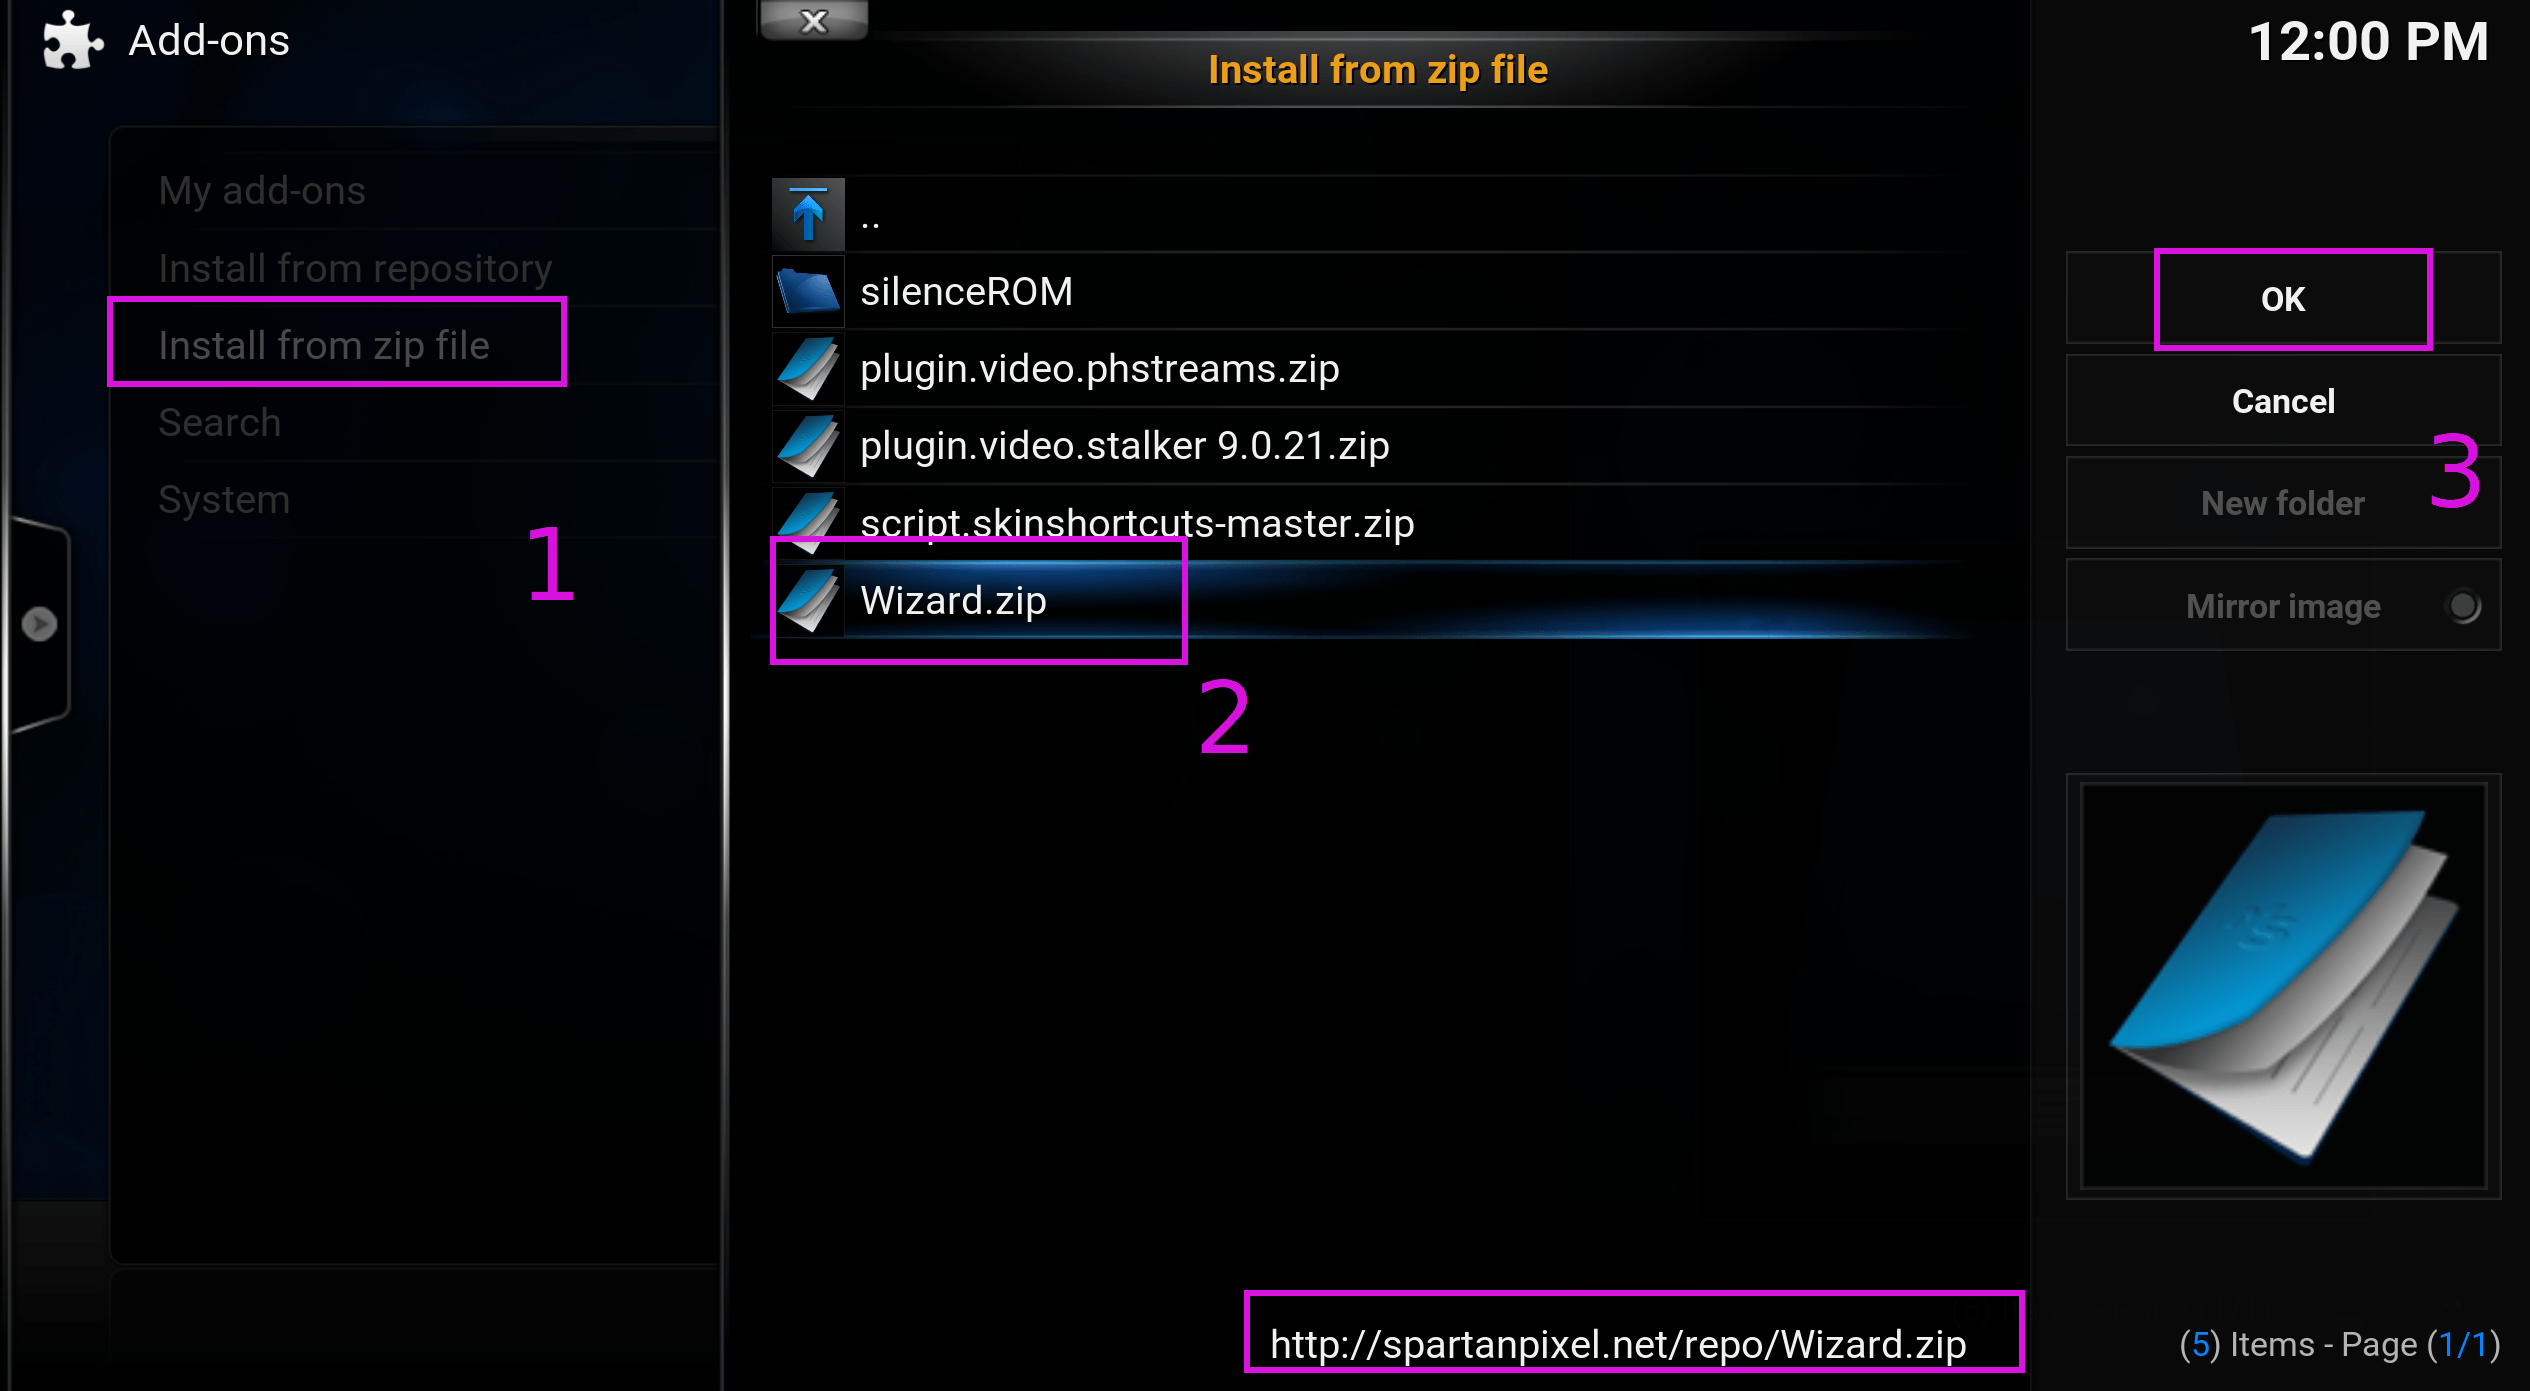 Add-ons
12:00 PM
Install from zip file
My add-ons
Install from repository
Install from zip file
Search
System
1
..
silenceROM
plugin.video.phstreams.zip
plugin.video.stalker 9.0.21.zip
script.skinshortcuts-master.zip
Wizard.zip
2
OK
Cancel
3
New folder
Mirror image
http://spartanpixel.net/repo/Wizard.zip
(5) Items - Page (1/1)